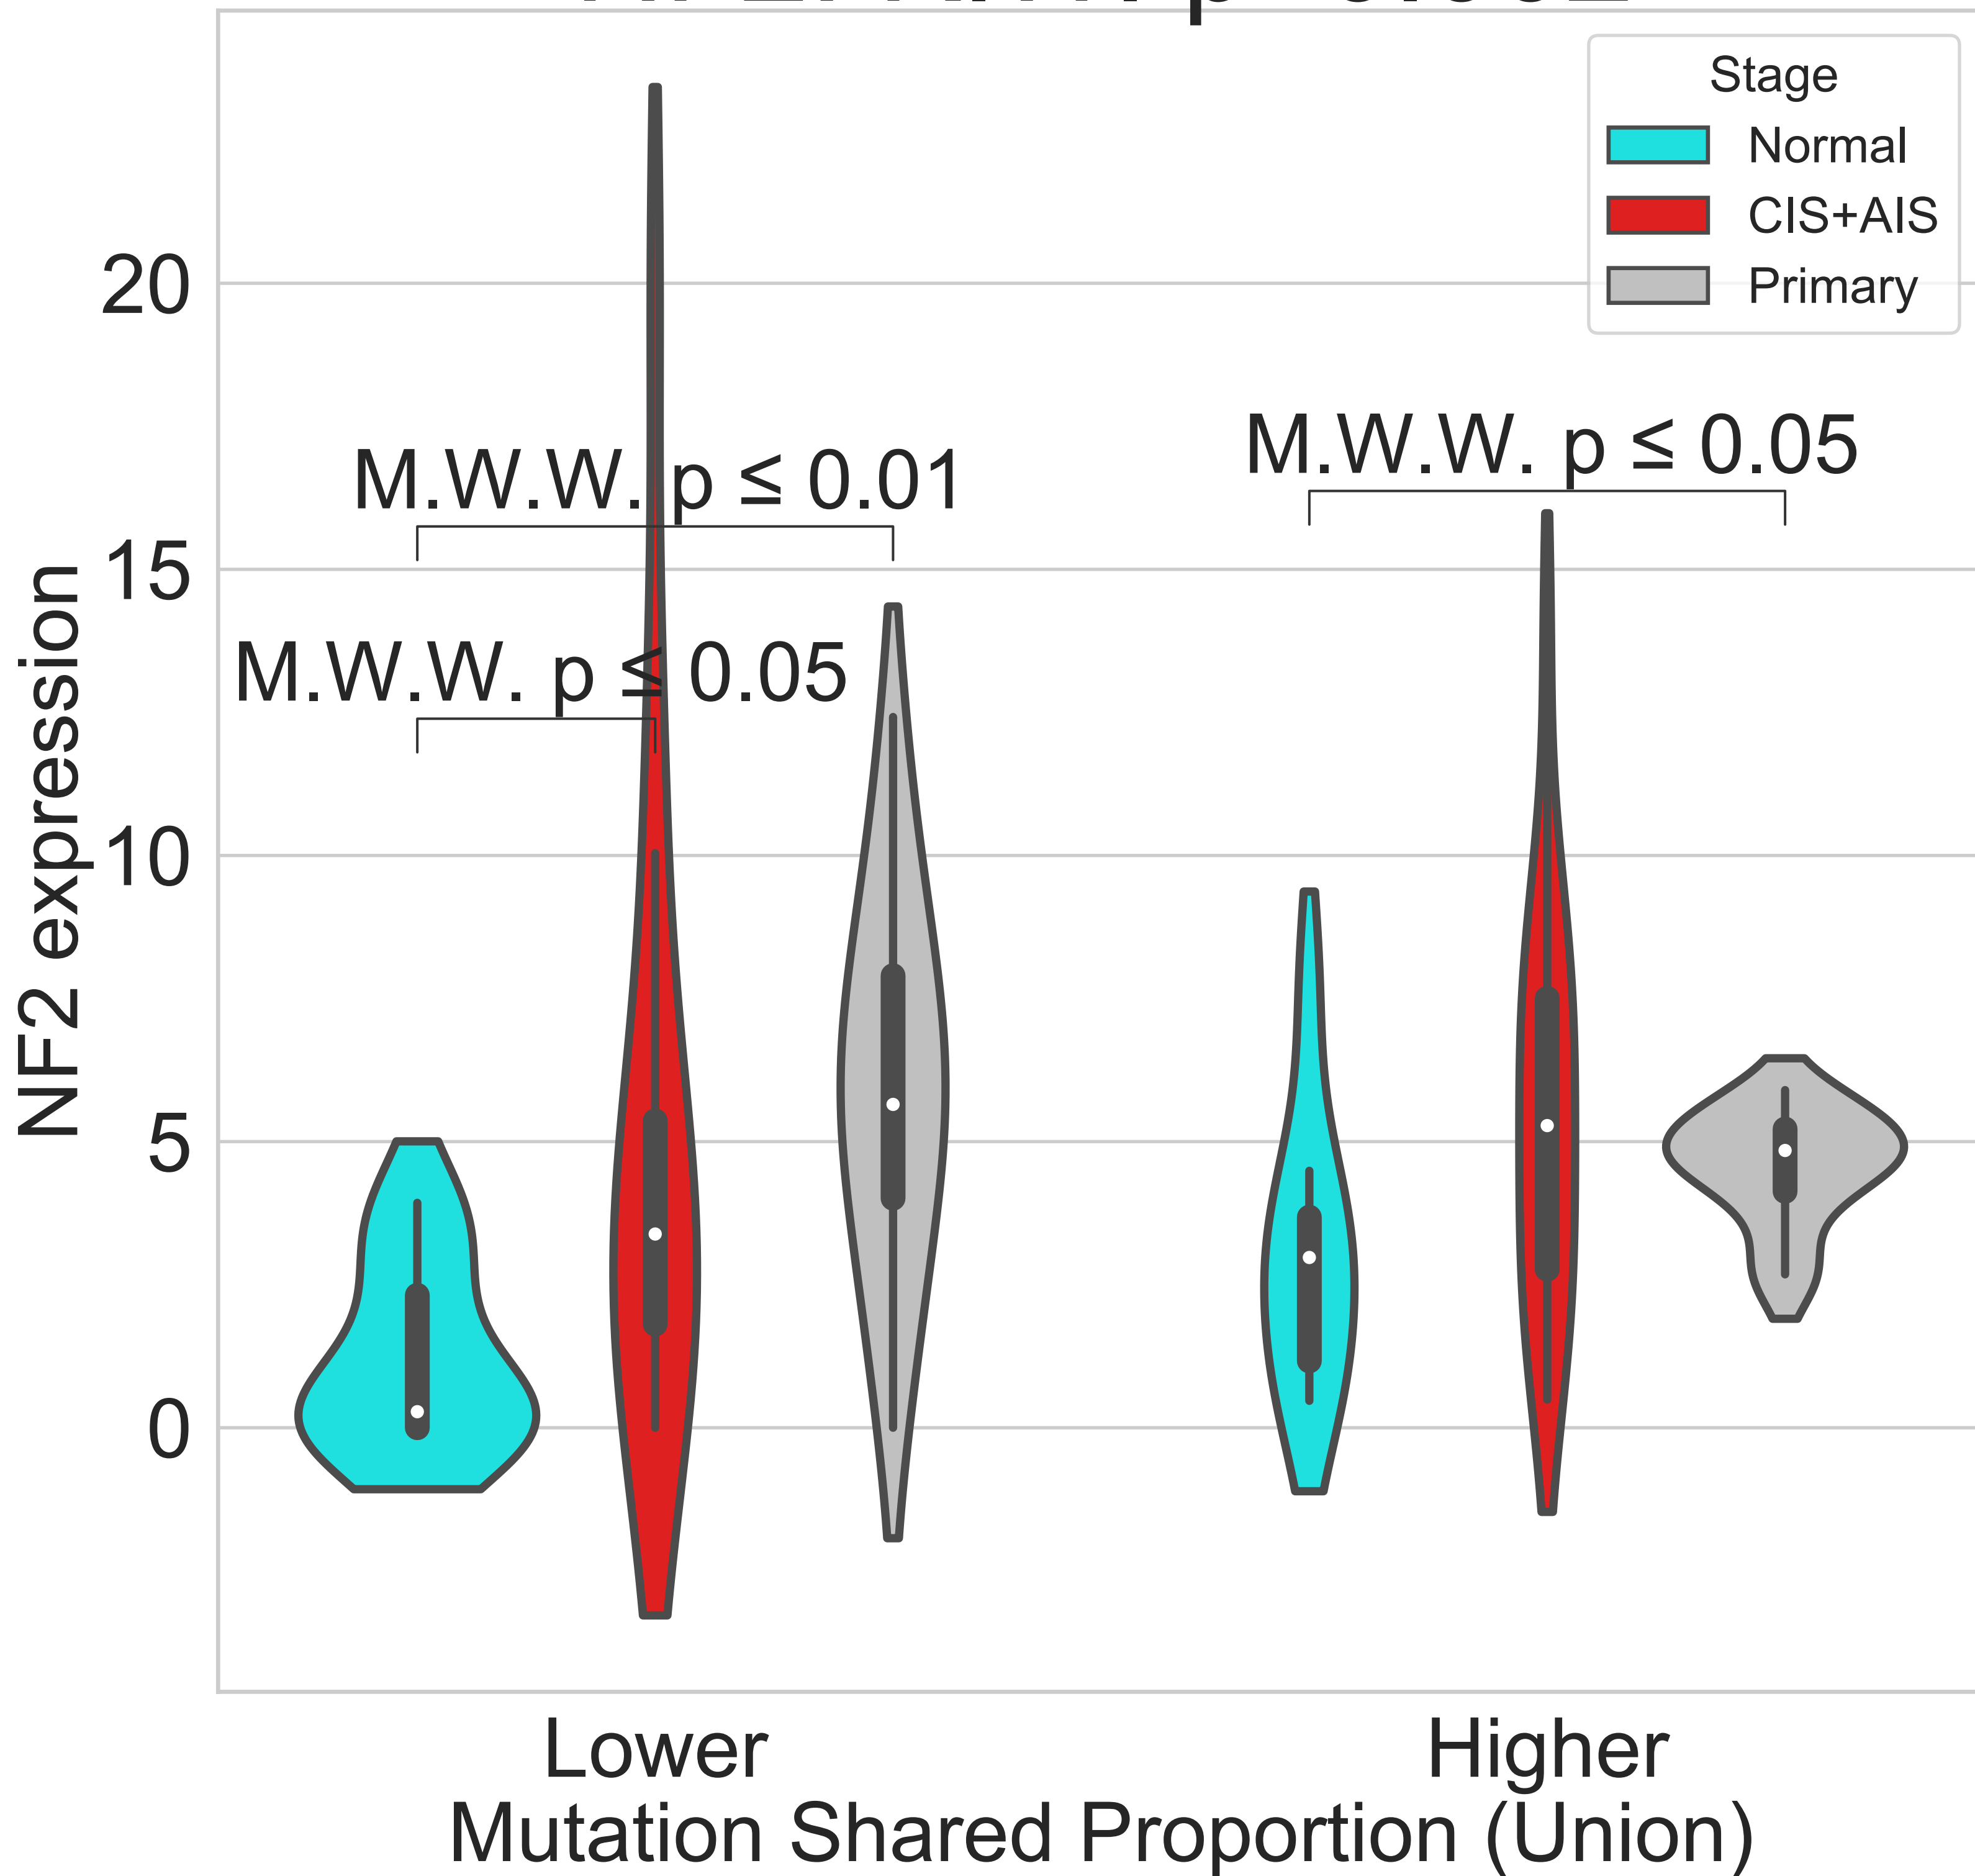 Stage
Normal
CIS+AIS
Primary
M.W.W. p ≤ 0.01
M.W.W. p ≤ 0.05
M.W.W. p ≤ 0.05
NF2 expression
20
15
10
5
0
Lower
Higher
Mutation Shared Proportion (Union)